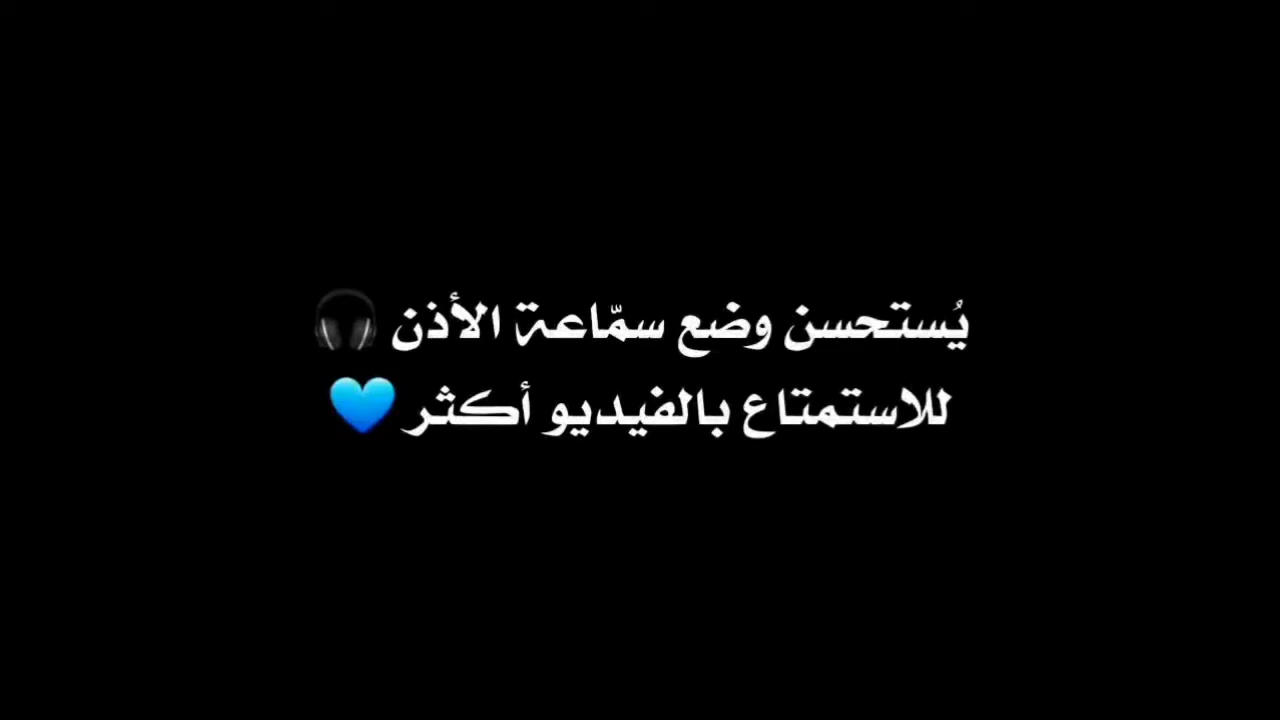 يُستحسن وضع سمّاعة الأذن 🎧
للاستمتاع بالفيديو أكثر 💙